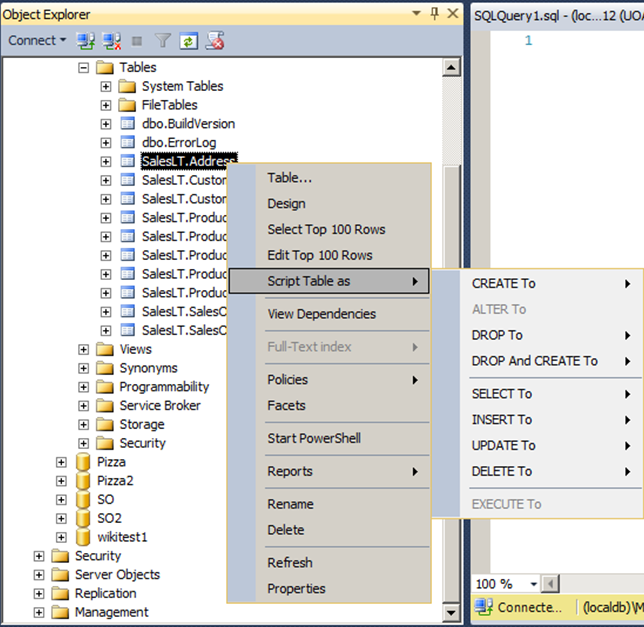 Object Explorer
Connect
Tables
System Tables
FileTables
dbo.BuildVersion
dbo.ErrorLog
SalesLT.Address
SalesLT.Custor
SalesLT.Custor
SalesLT.Produc
SalesLT.Produc
SalesLT.Produc
SalesLT.Produc
SalesLT.Produc
SalesLT.SalesO
SalesLT.SalesO
Views
Synonyms
Programmability
Service Broker
Storage
Security
Pizza
Pizza2
SO
SO2
wikitest1
Security
Server Objects
Replication
Management
Table...
Design
Select Top 100 Rows
Edit Top 100 Rows
Script Table as
View Dependencies
Full-Text index
Policies
Facets
Start PowerShell
Reports
Rename
Delete
Refresh
Properties
CREATE To
ALTER To
DROP To
DROP And CREATE To
SELECT To
INSERT To
UPDATE To
DELETE To
EXECUTE To
SQLQuery1.sql - (loc...12 (UOA
1
100 %
Connecte... (localdb)\M